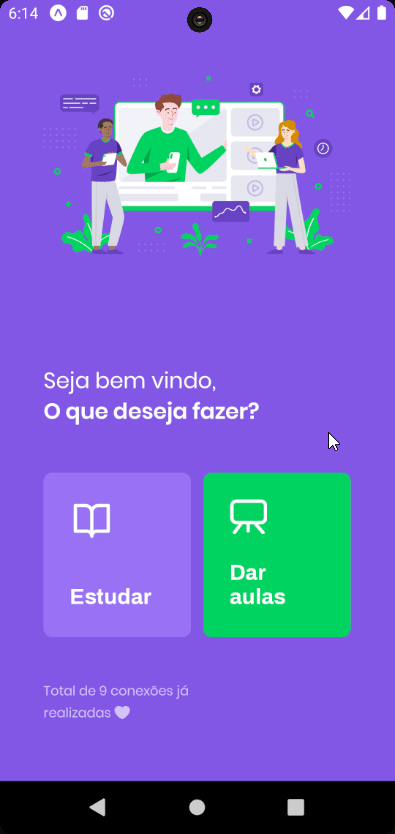 6:14
Seja bem vindo,
O que deseja fazer?
Estudar
Dar
aulas
Total de 9 conexões já
realizadas